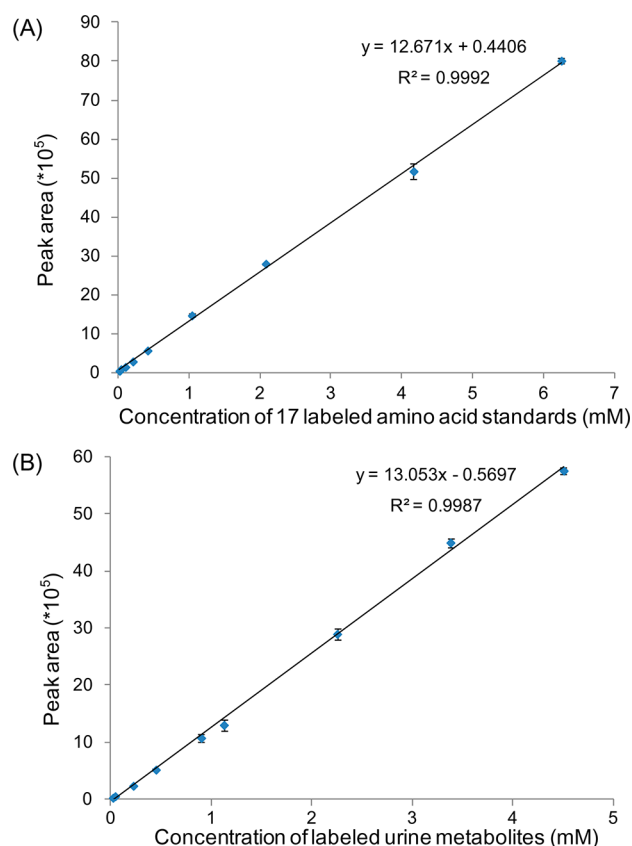 (A)
y = 12.671x + 0.4406
R² = 0.9992
90
80
70
60
50
40
30
20
10
0
Peak area (*10⁵)
0 1 2 3 4 5 6 7
Concentration of 17 labeled amino acid standards (mM)
(B)
y = 13.053x - 0.5697
R² = 0.9987
60
50
40
30
20
10
0
Peak area (*10⁵)
0 1 2 3 4 5
Concentration of labeled urine metabolites (mM)